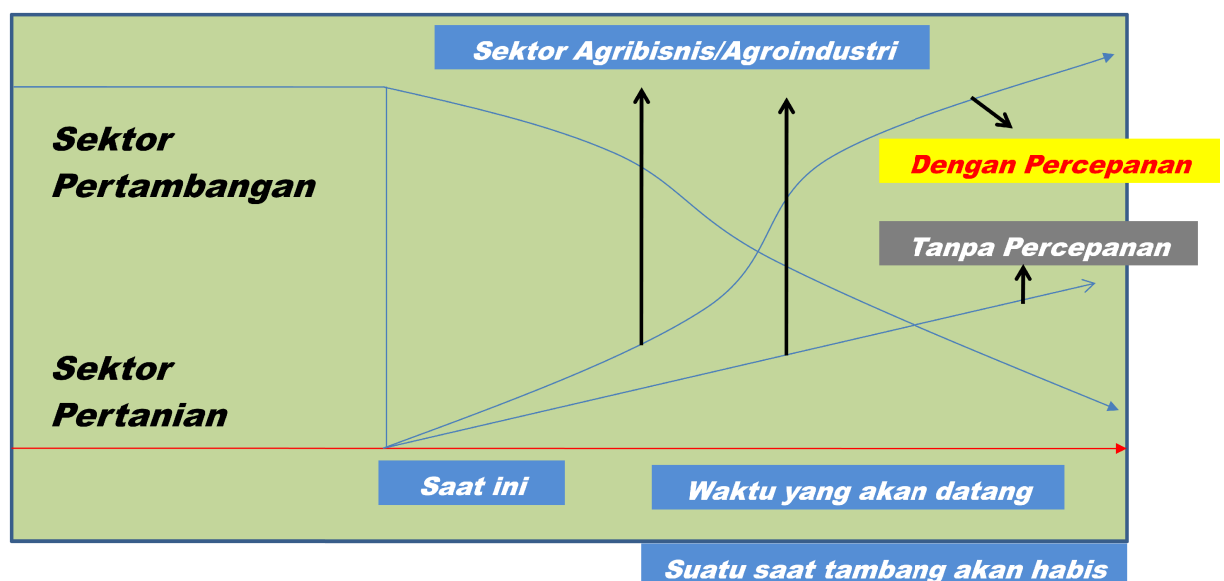 Sektor Agribisnis/Agroindustri
Sektor
Pertambangan
Dengan Percepanan
Tanpa Percepanan
Sektor
Pertanian
Saat ini
Waktu yang akan datang
Suatu saat tambang akan habis